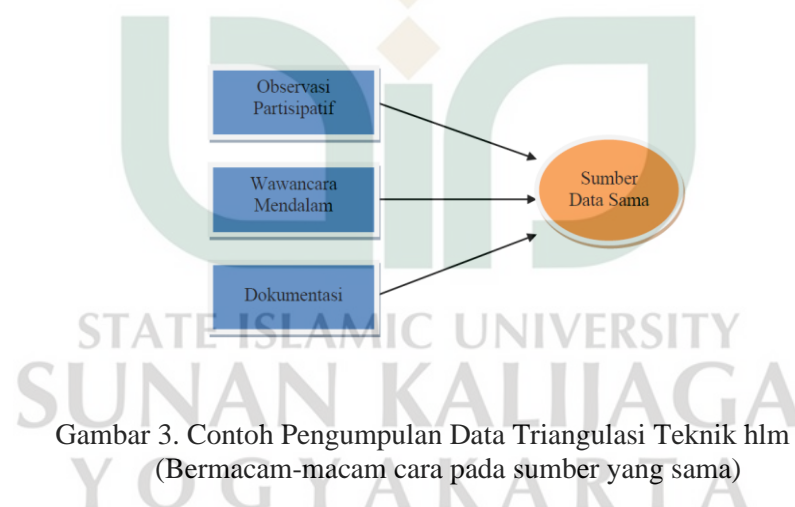 Observasi
Partisipatif
Wawancara
Mendalam
Dokumentasi
Sumber
Data Sama
STATE ISLAMIC UNIVERSITY
SUNAN KALIJAGA
Gambar 3. Contoh Pengumpulan Data Triangulasi Teknik hlm
(Bermacam-macam cara pada sumber yang sama)
YOGYAKARTA